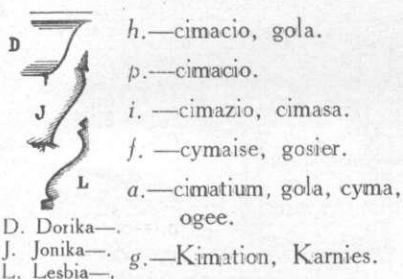 D
J
L
D. Dorika—.
J. Jonika—.
L. Lesbia—.
h.—cimacio, gola.
p.—cimacio.
i.—cimazio, cimasa.
f.—cymaise, gosier.
a.—cimatium, gola, cyma,
ogee.
g.—Kimation, Karnies.